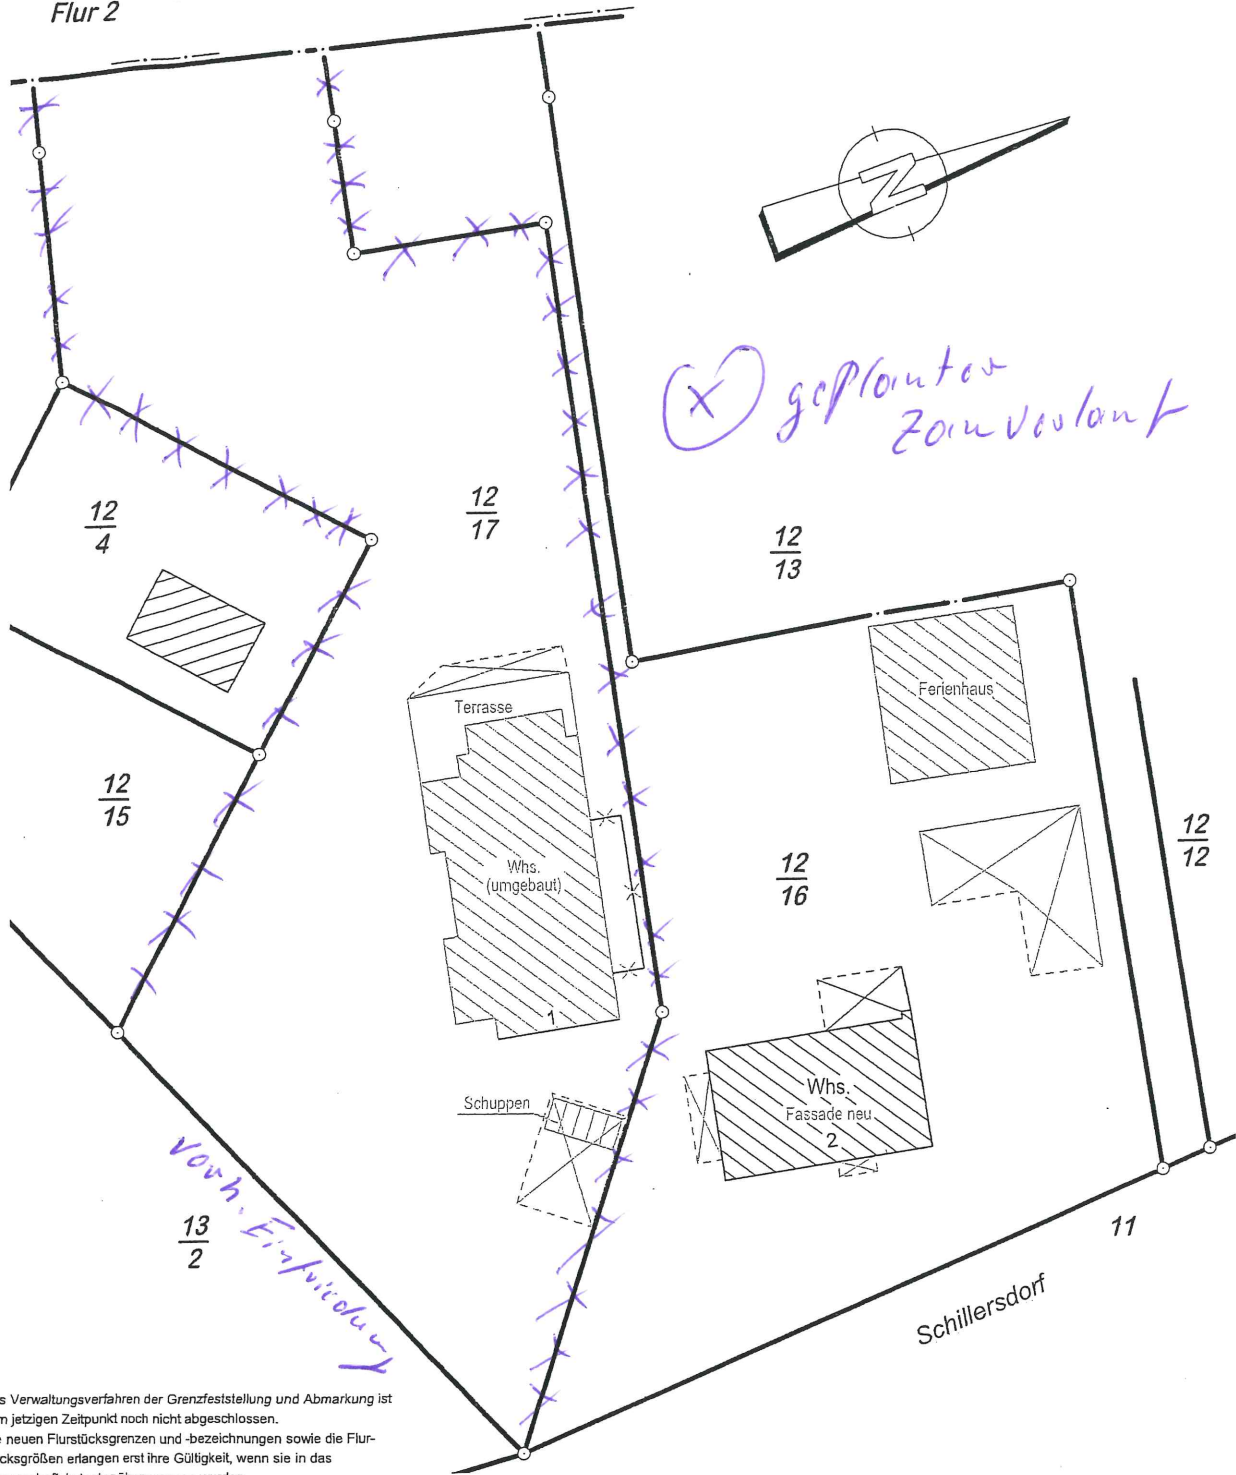 Flur 2
N
X geplanter
Zaunverlauf
12
4
12
17
12
13
Ferienhaus
Terrasse
12
15
12
12
Whs.
(umgebaut)
12
16
1
Schuppen
Whs.
Fassade neu
2
vorh. Einfriedung
13
2
11
Schillersdorf
s Verwaltungsverfahren der Grenzfeststellung und Abmarkung ist
m jetzigen Zeitpunkt noch nicht abgeschlossen.
e neuen Flurstücksgrenzen und -bezeichnungen sowie die Flur-
cksgrößen erlangen erst ihre Gültigkeit, wenn sie in das